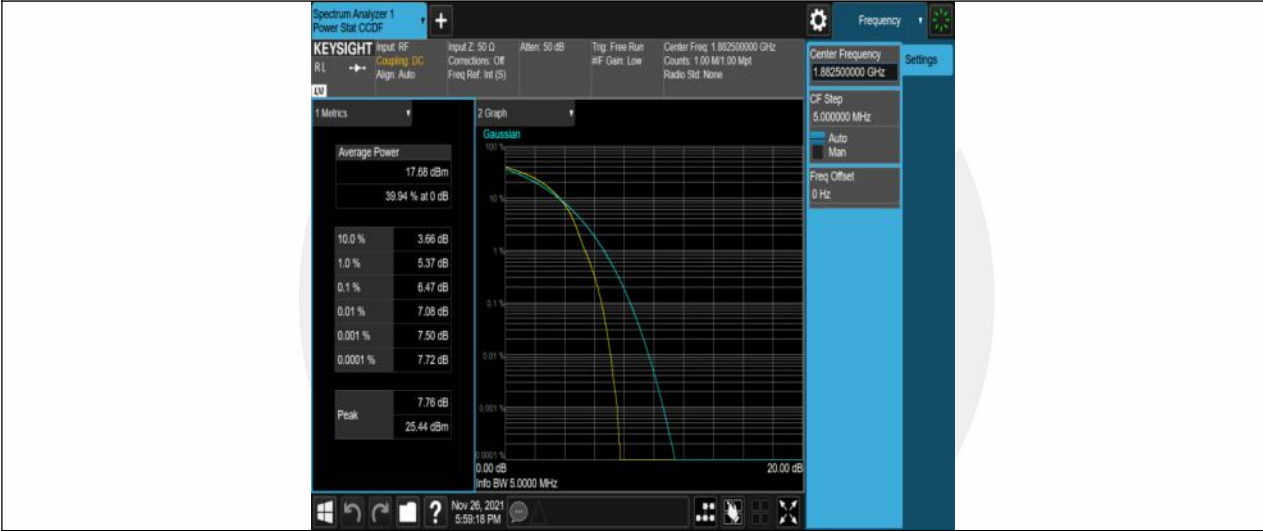 Spectrum Analyzer 1
Power Stat CCDF
+
Frequency
KEYSIGHT
RL
LV
Input: RF
Coupling: DC
Align: Auto
Input Z: 50 Ω
Corrections: Off
Freq Ref: Int (S)
Atten: 50 dB
Trig: Free Run
#IF Gain: Low
Center Freq: 1.882500000 GHz
Counts: 1.00 M/1.00 Mpt
Radio Std: None
Center Frequency
1.882500000 GHz
Settings
CF Step
5.000000 MHz
Auto
Man
Freq Offset
0 Hz
1 Metrics
Average Power
17.68 dBm
39.94 % at 0 dB
10.0 % 3.66 dB
1.0 % 5.37 dB
0.1 % 6.47 dB
0.01 % 7.08 dB
0.001 % 7.50 dB
0.0001 % 7.72 dB
Peak
7.76 dB
25.44 dBm
2 Graph
Gaussian
100 %
10 %
1 %
0.1 %
0.01 %
0.001 %
0.0001 %
0.00 dB 20.00 dB
Info BW 5.0000 MHz
?
Nov 26, 2021
5:59:18 PM